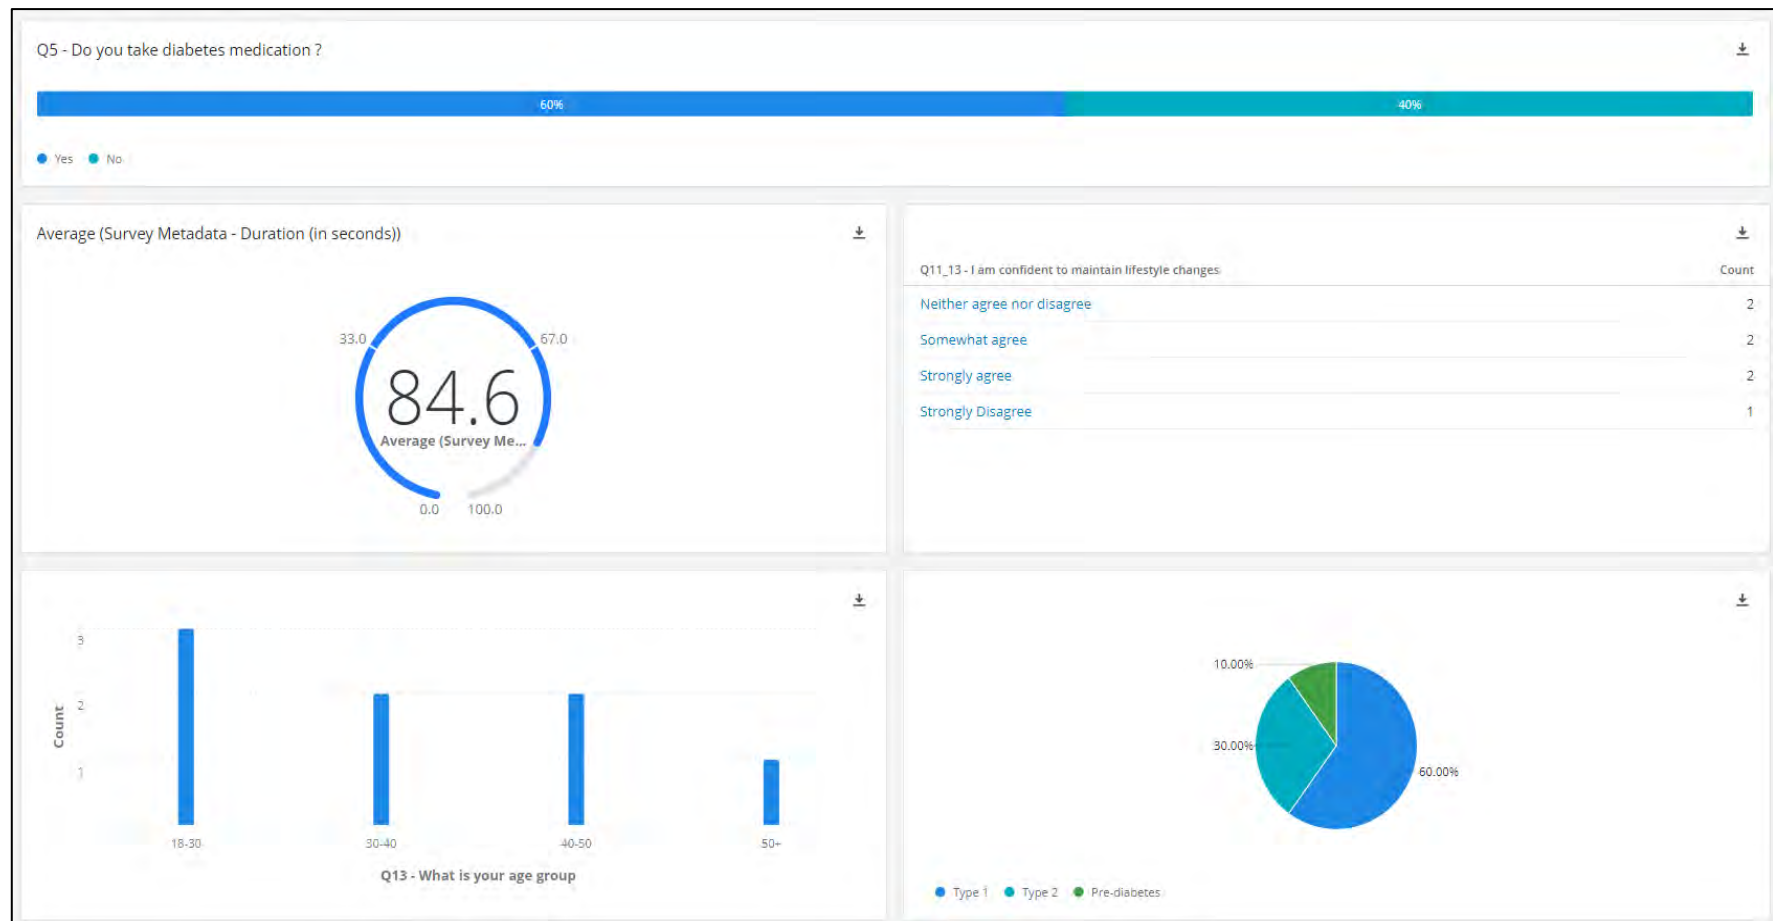 Q5 - Do you take diabetes medication ?
60%
40%
Yes
No
Average (Survey Metadata - Duration (in seconds))
33.0
67.0
84.6
Average (Survey Me...
0.0
100.0
Q11_13 - I am confident to maintain lifestyle changes
Count
Neither agree nor disagree
2
Somewhat agree
2
Strongly agree
2
Strongly Disagree
1
3
2
1
Count
18-30
30-40
40-50
50+
Q13 - What is your age group
10.00%
30.00%
60.00%
Type 1
Type 2
Pre-diabetes